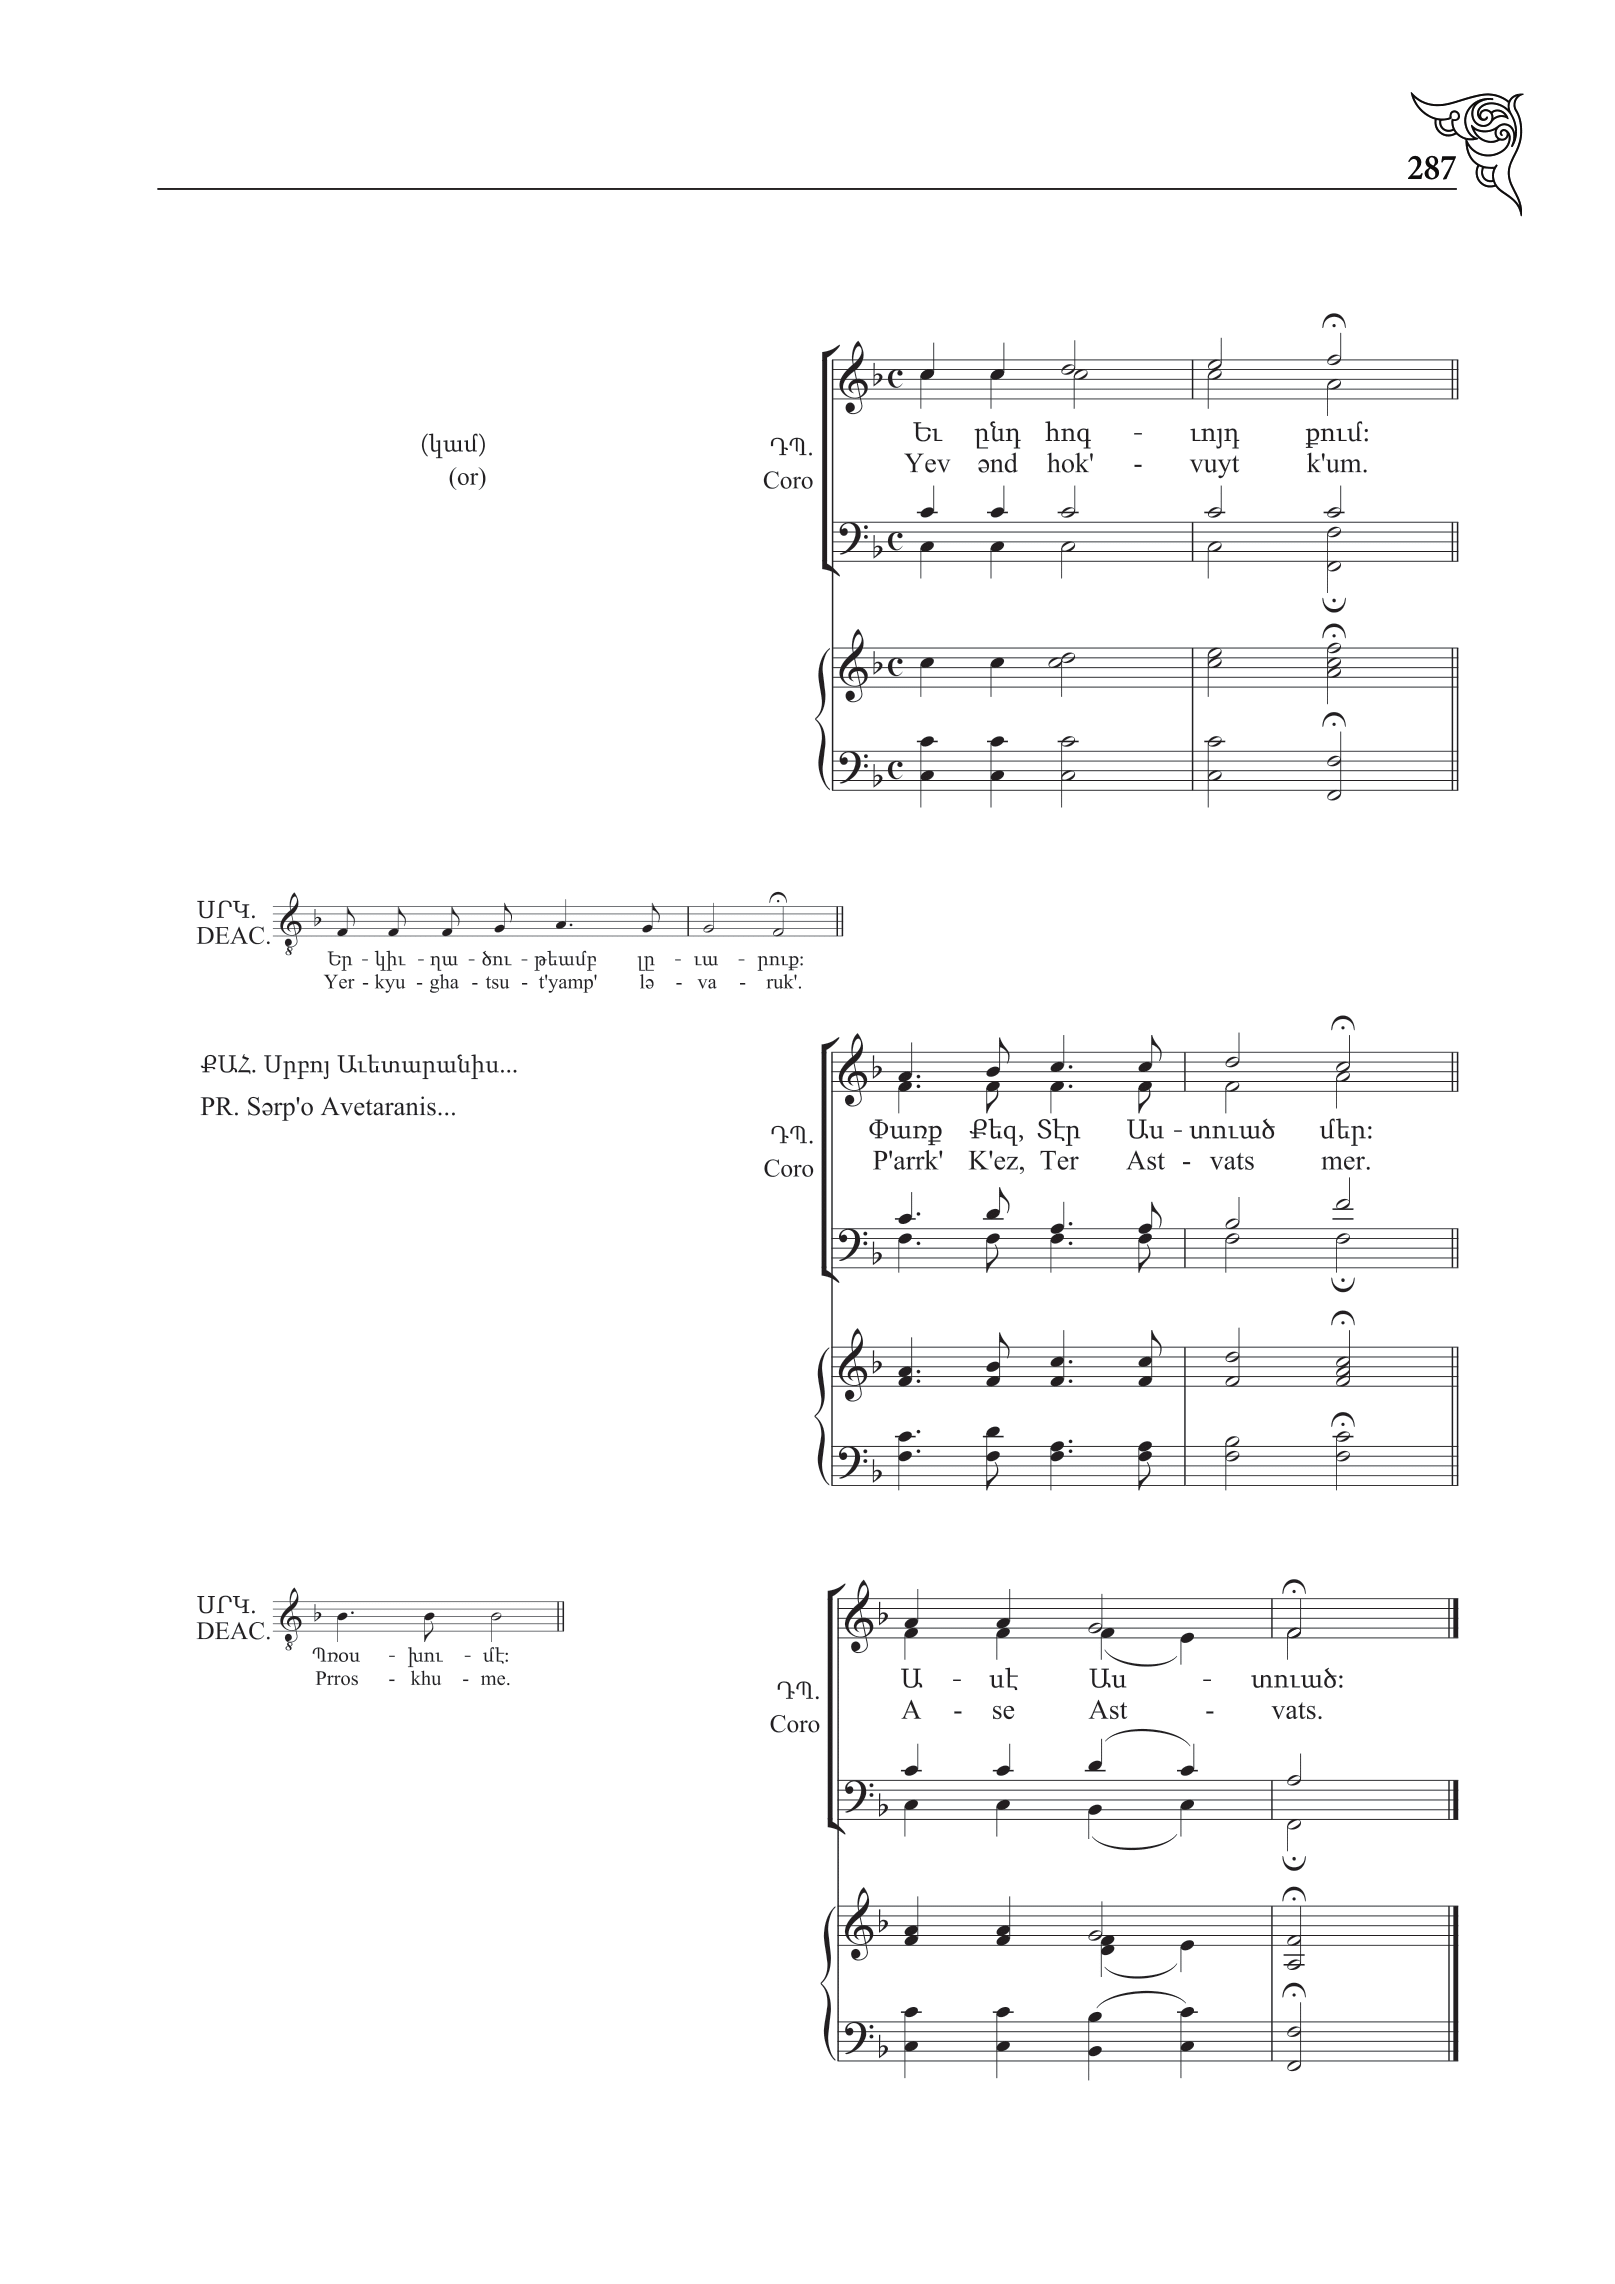 287
(կամ)
(or)
ԴՊ.
Coro
Եւ ընդ հոգ - ւոյդ քում:
Yev ənd hok' - vuyt k'um.
ՍՐԿ.
DEAC.
Եր - կիւ - ղա - ծու - թեամբ լը - ւա - րուք:
Yer - kyu - gha - tsu - t'yamp' lə - va - ruk'.
ՔԱՀ. Սրբոյ Աւետարանիս...
PR. Sərp'o Avetaranis...
ԴՊ.
Coro
Փառք Քեզ, Տէր Աս - տուած մեր:
P'arrk' K'ez, Ter Ast - vats mer.
ՍՐԿ.
DEAC.
Պռօս - խու - մէ:
Prros - khu - me.
ԴՊ.
Coro
Ա - սէ Աս - տուած:
A - se Ast - vats.